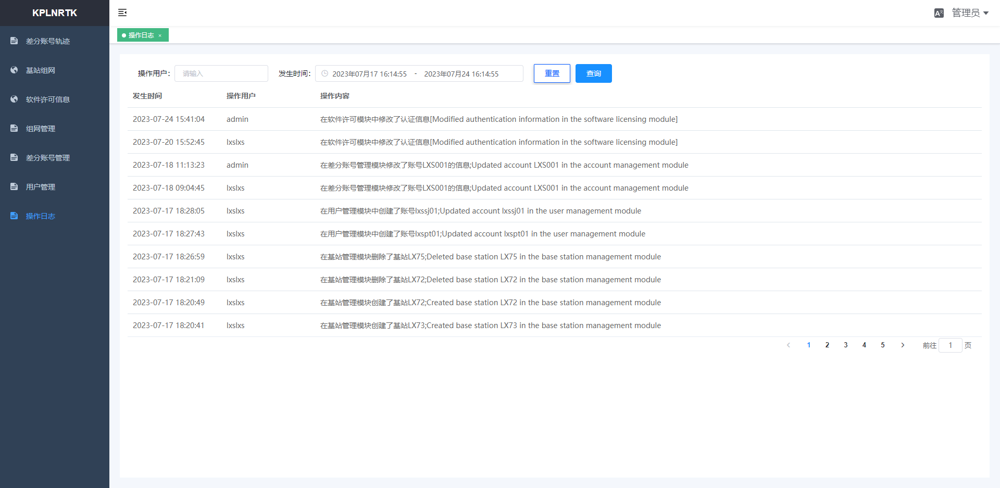 KPLNRTK
管理员
差分账号轨迹
基站组网
软件许可信息
组网管理
差分账号管理
用户管理
操作日志
操作日志 ×
操作用户： 请输入 发生时间： 2023年07月17 16:14:55 - 2023年07月24 16:14:55 重置 查询
发生时间 操作用户 操作内容
2023-07-24 15:41:04 admin 在软件许可模块中修改了认证信息[Modified authentication information in the software licensing module]
2023-07-20 15:52:45 lxslxs 在软件许可模块中修改了认证信息[Modified authentication information in the software licensing module]
2023-07-18 11:13:23 admin 在差分账号管理模块修改了账号LXS001的信息;Updated account LXS001 in the account management module
2023-07-18 09:04:45 lxslxs 在差分账号管理模块修改了账号LXS001的信息;Updated account LXS001 in the account management module
2023-07-17 18:28:05 lxslxs 在用户管理模块中创建了账号lxssj01;Updated account lxssj01 in the user management module
2023-07-17 18:27:43 lxslxs 在用户管理模块中创建了账号lxspt01;Updated account lxspt01 in the user management module
2023-07-17 18:26:59 lxslxs 在基站管理模块删除了基站LX75;Deleted base station LX75 in the base station management module
2023-07-17 18:21:09 lxslxs 在基站管理模块删除了基站LX72;Deleted base station LX72 in the base station management module
2023-07-17 18:20:49 lxslxs 在基站管理模块创建了基站LX72;Created base station LX72 in the base station management module
2023-07-17 18:20:41 lxslxs 在基站管理模块创建了基站LX73;Created base station LX73 in the base station management module
1 2 3 4 5 前往 1 页